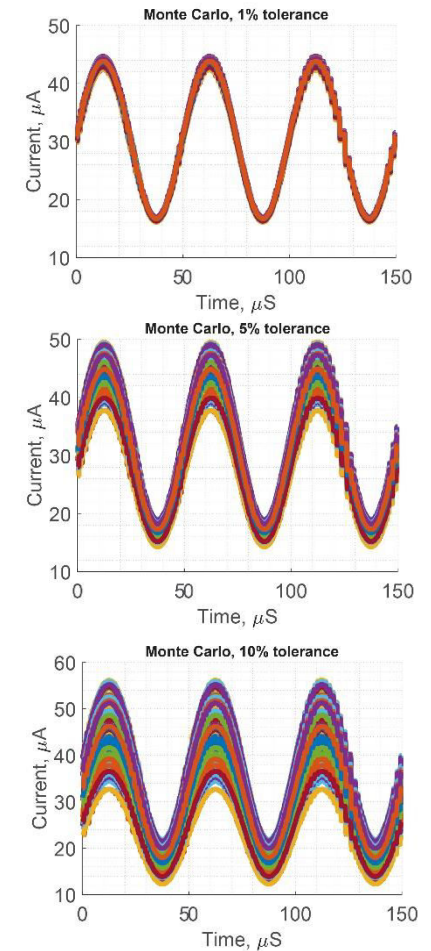 Monte Carlo, 1% tolerance
50
40
30
20
10
Current, μA
0 50 100 150
Time, μS
Monte Carlo, 5% tolerance
50
40
30
20
10
Current, μA
0 50 100 150
Time, μS
Monte Carlo, 10% tolerance
60
50
40
30
20
10
Current, μA
0 50 100 150
Time, μS